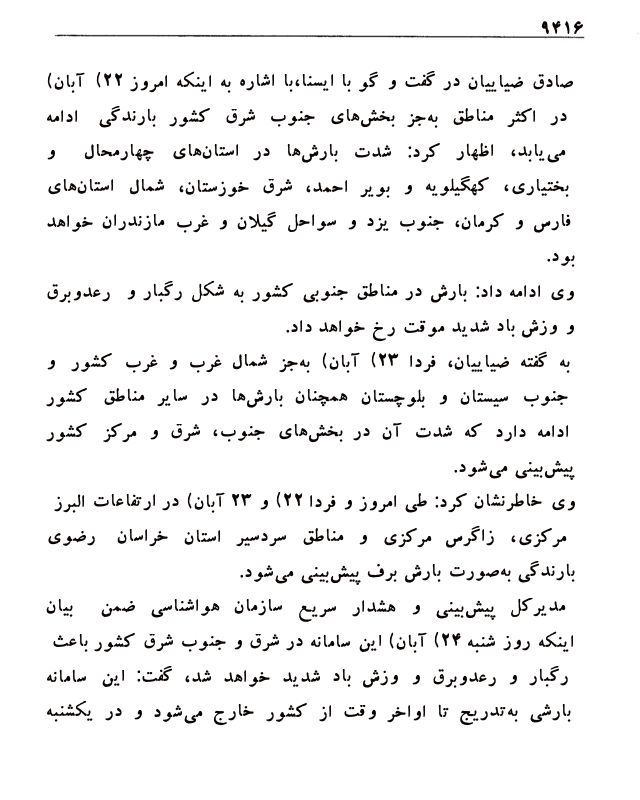 ۹۴۱۶
صادق ضیاییان در گفت و گو با ایسنا،با اشاره به اینکه امروز ۲۲) آبان)
در اکثر مناطق به‌جز بخش‌های جنوب شرق کشور بارندگی ادامه
می‌یابد، اظهار کرد: شدت بارش‌ها در استان‌های چهارمحال و
بختیاری، کهگیلویه و بویر احمد، شرق خوزستان، شمال استان‌های
فارس و کرمان، جنوب یزد و سواحل گیلان و غرب مازندران خواهد
بود.
وی ادامه داد: بارش در مناطق جنوبی کشور به شکل رگبار و رعدوبرق
و وزش باد شدید موقت رخ خواهد داد.
به گفته ضیاییان، فردا ۲۳) آبان) به‌جز شمال غرب و غرب کشور و
جنوب سیستان و بلوچستان همچنان بارش‌ها در سایر مناطق کشور
ادامه دارد که شدت آن در بخش‌های جنوب، شرق و مرکز کشور
پیش‌بینی می‌شود.
وی خاطرنشان کرد: طی امروز و فردا ۲۲) و ۲۳ آبان) در ارتفاعات البرز
مرکزی، زاگرس مرکزی و مناطق سردسیر استان خراسان رضوی
بارندگی به‌صورت بارش برف پیش‌بینی می‌شود.
مدیرکل پیش‌بینی و هشدار سریع سازمان هواشناسی ضمن بیان
اینکه روز شنبه ۲۴) آبان) این سامانه در شرق و جنوب شرق کشور باعث
رگبار و رعدوبرق و وزش باد شدید خواهد شد، گفت: این سامانه
بارشی به‌تدریج تا اواخر وقت از کشور خارج می‌شود و در یکشنبه